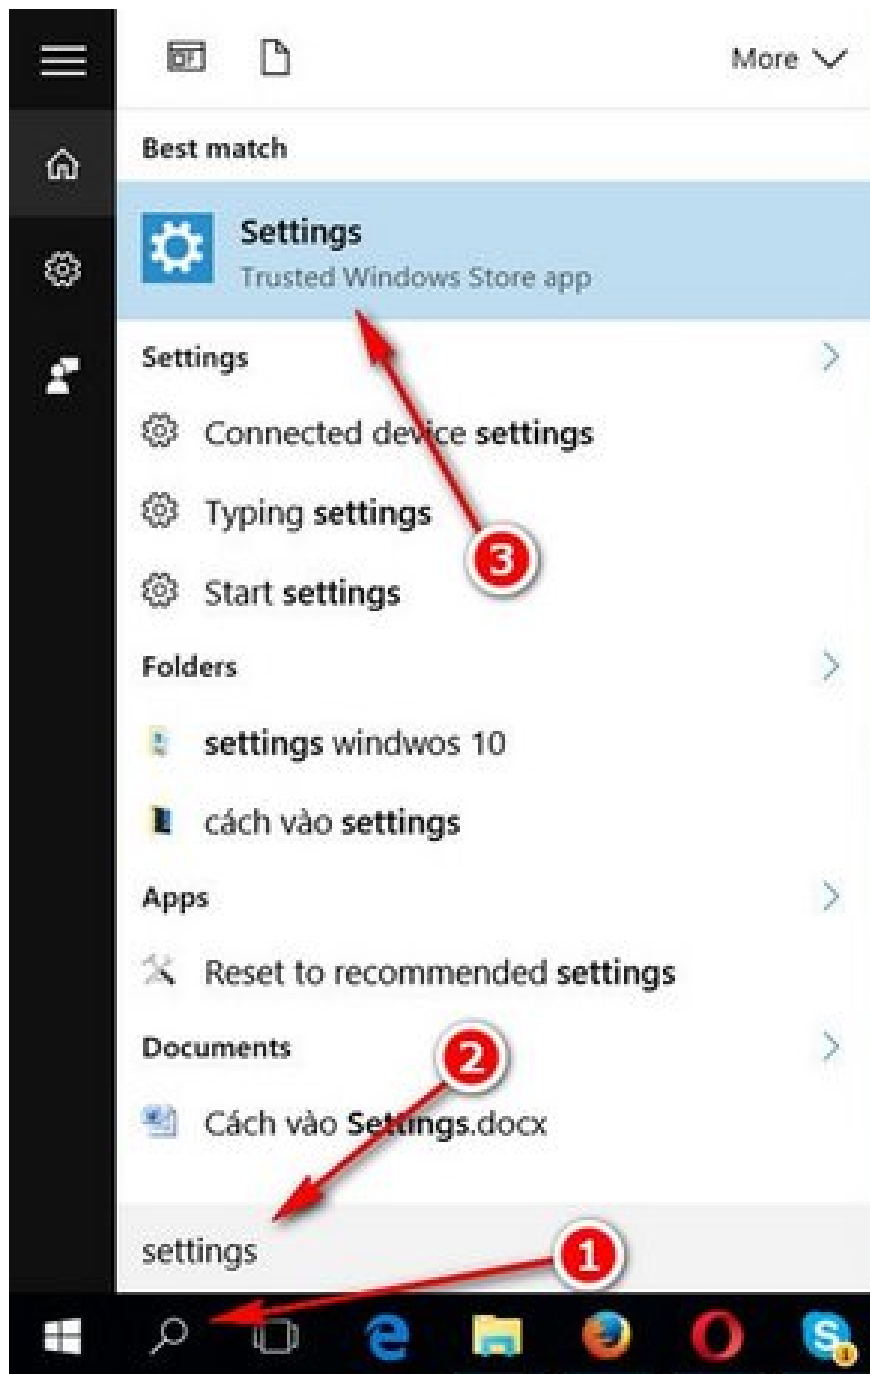 More
Best match
Settings
Trusted Windows Store app
Settings
Connected device settings
Typing settings
3
Start settings
Folders
settings windwos 10
cách vào settings
Apps
Reset to recommended settings
Documents
2
Cách vào Settings.docx
settings
1